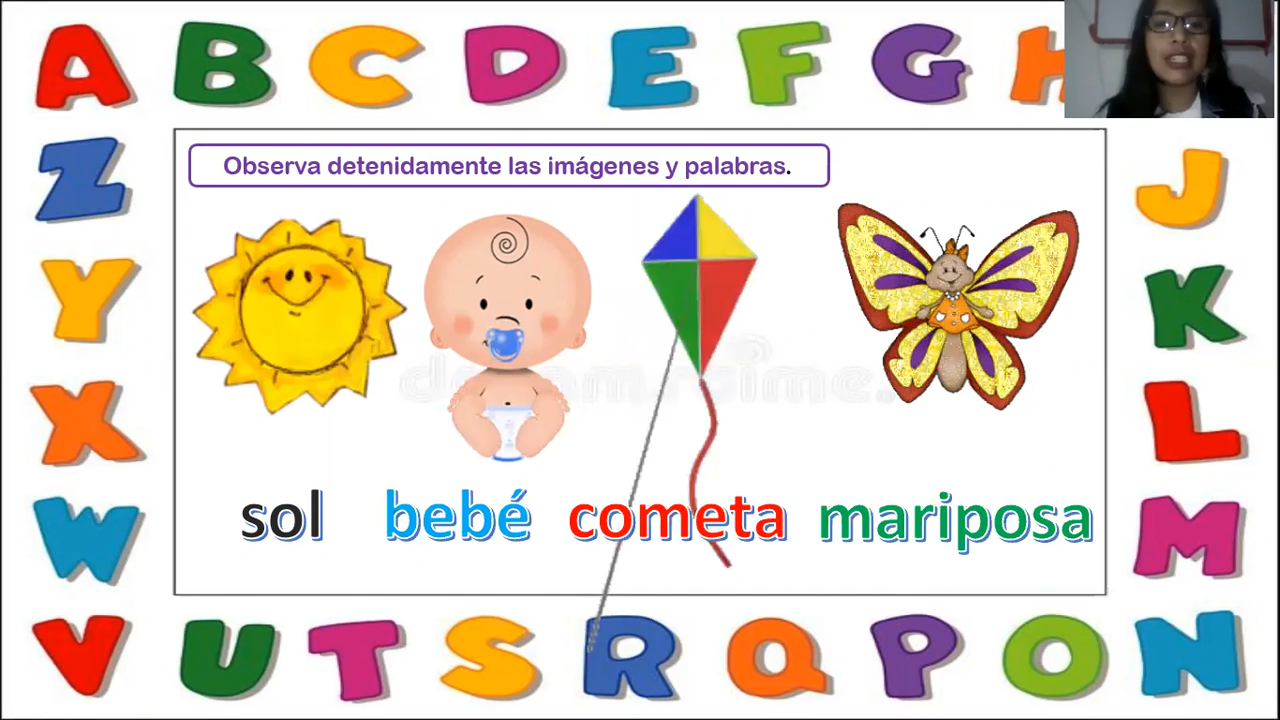 A B C D E F G H
Observa detenidamente las imágenes y palabras.
Z J
Y K
X L
W M
sol bebé cometa mariposa
V U T S R Q P O N